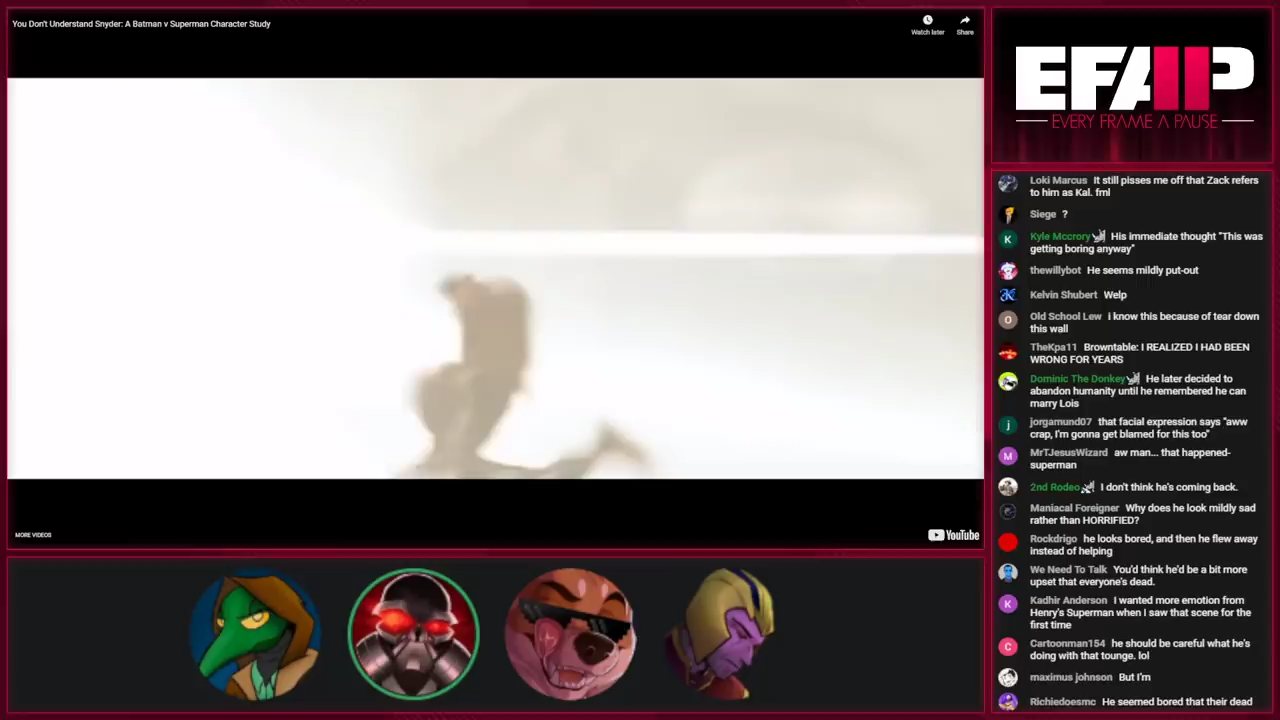 You Don't Understand Snyder: A Batman v Superman Character Study
Watch later
Share
MORE VIDEOS
YouTube
EFAP
EVERY FRAME A PAUSE
Loki Marcus It still pisses me off that Zack refers
to him as Kal. fml
Siege ?
K
Kyle Mccrory His immediate thought "This was
getting boring anyway"
thewillybot He seems mildly put-out
Kelvin Shubert Welp
O
Old School Lew i know this because of tear down
this wall
TheKpa11 Browntable: I REALIZED I HAD BEEN
WRONG FOR YEARS
Dominic The Donkey He later decided to
abandon humanity until he remembered he can
marry Lois
j
jorgamund07 that facial expression says "aww
crap, I'm gonna get blamed for this too"
M
MrTJesusWizard aw man... that happened-
superman
2nd Rodeo I don't think he's coming back.
Maniacal Foreigner Why does he look mildly sad
rather than HORRIFIED?
Rockdrigo he looks bored, and then he flew away
instead of helping
We Need To Talk You'd think he'd be a bit more
upset that everyone's dead.
K
Kadhir Anderson I wanted more emotion from
Henry's Superman when I saw that scene for the
first time
C
Cartoonman154 he should be careful what he's
doing with that tounge. lol
maximus johnson But I'm
Richiedoesmc He seemed bored that their dead